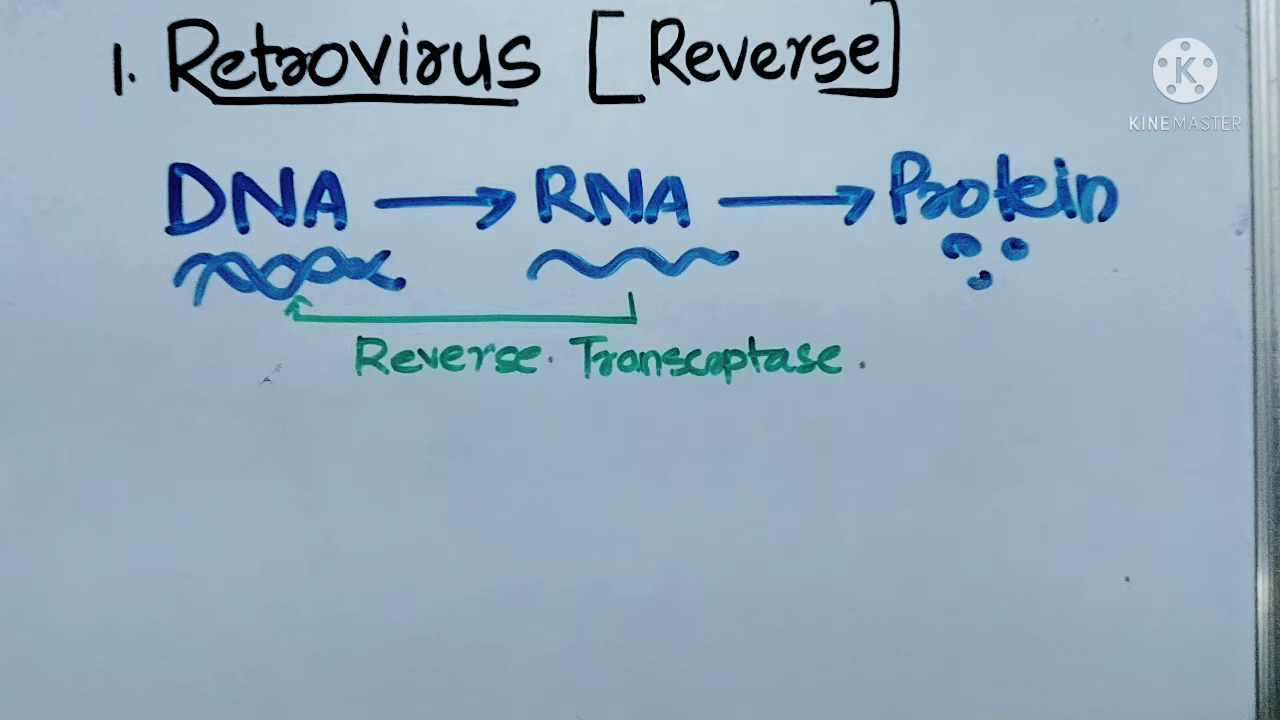 1. Retrovirus [Reverse]
KINEMASTER
DNA → RNA → Protein
Reverse Transcriptase.